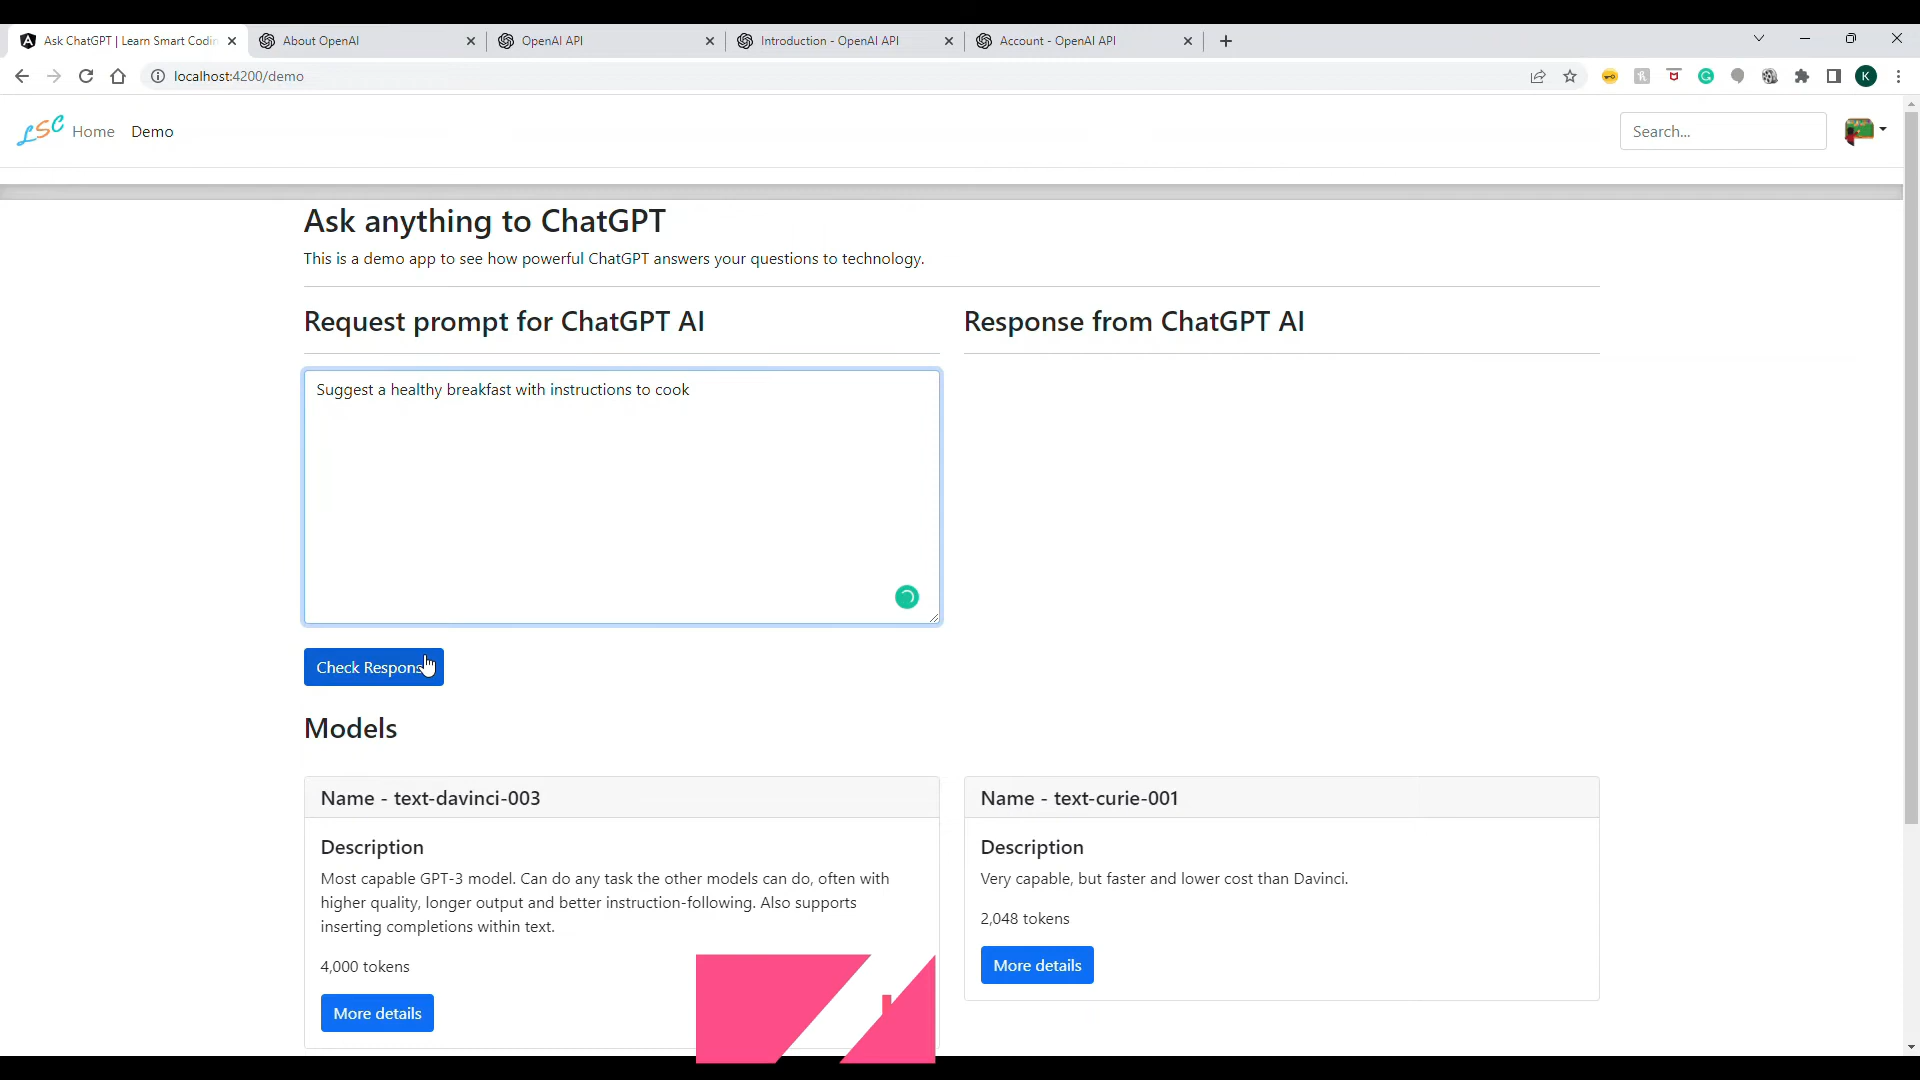 Ask ChatGPT | Learn Smart Codin
About OpenAI
OpenAI API
Introduction - OpenAI API
Account - OpenAI API
localhost:4200/demo
K
LSC Home Demo
Search...
Ask anything to ChatGPT
This is a demo app to see how powerful ChatGPT answers your questions to technology.
Request prompt for ChatGPT AI
Response from ChatGPT AI
Suggest a healthy breakfast with instructions to cook
Check Respons
Models
Name - text-davinci-003
Description
Most capable GPT-3 model. Can do any task the other models can do, often with
higher quality, longer output and better instruction-following. Also supports
inserting completions within text.
4,000 tokens
More details
Name - text-curie-001
Description
Very capable, but faster and lower cost than Davinci.
2,048 tokens
More details